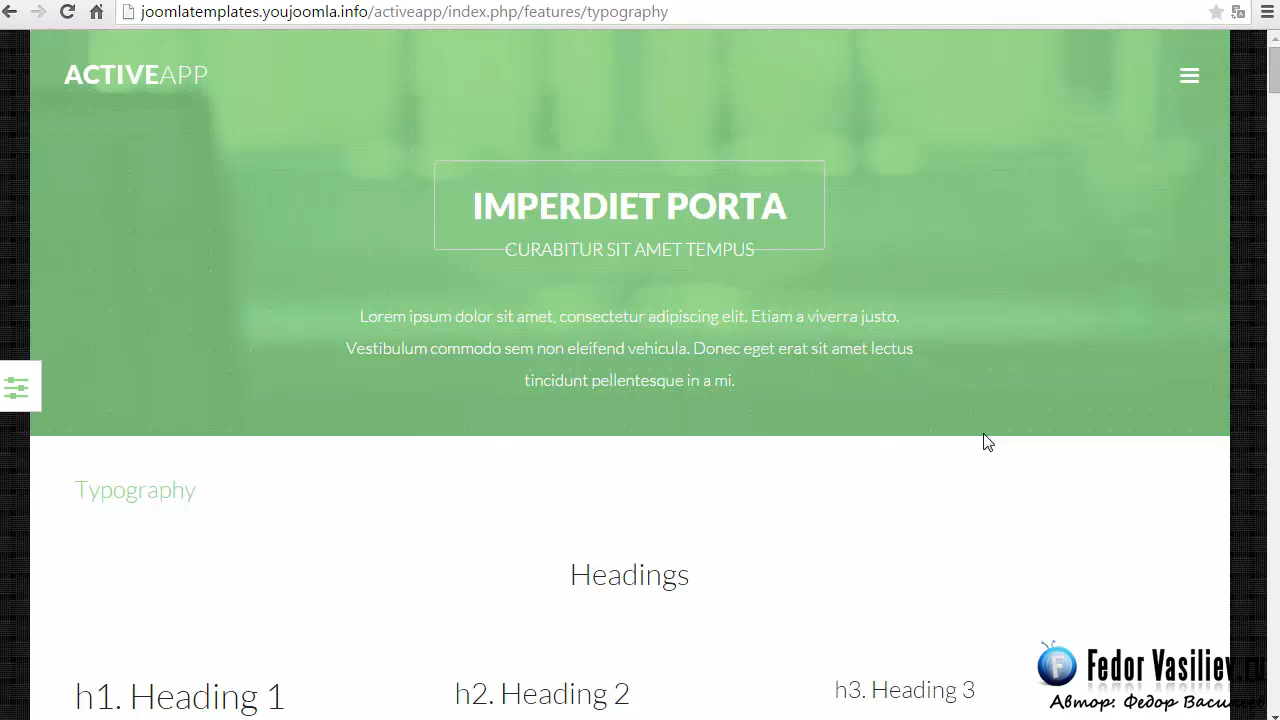 joomlatemplates.youjoomla.info/activeapp/index.php/features/typography
ACTIVEAPP
IMPERDIET PORTA
CURABITUR SIT AMET TEMPUS
Lorem ipsum dolor sit amet, consectetur adipiscing elit. Etiam a viverra justo.
Vestibulum commodo sem non eleifend vehicula. Donec eget erat sit amet lectus
tincidunt pellentesque in a mi.
Typography
Headings
h1. Heading 1
h2. Heading 2
h3. Heading 3
Fedor Vasiliev
Автор: Федор